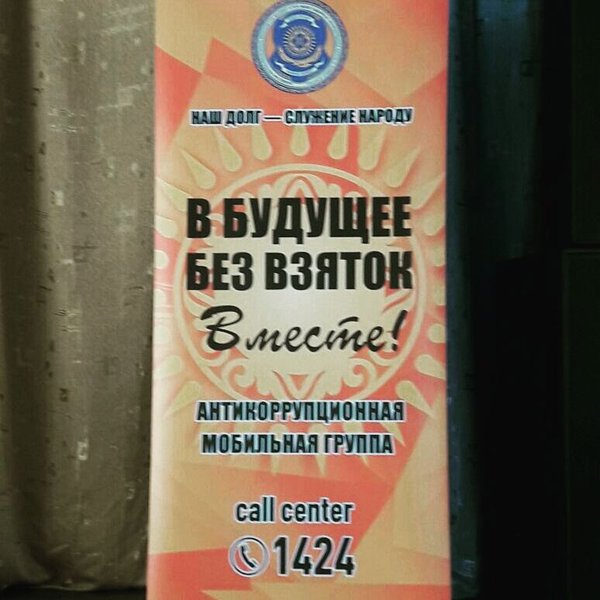 НАШ ДОЛГ — СЛУЖЕНИЕ НАРОДУ
В БУДУЩЕЕ
БЕЗ ВЗЯТОК
Вместе!
АНТИКОРРУПЦИОННАЯ
МОБИЛЬНАЯ ГРУППА
call center
1424